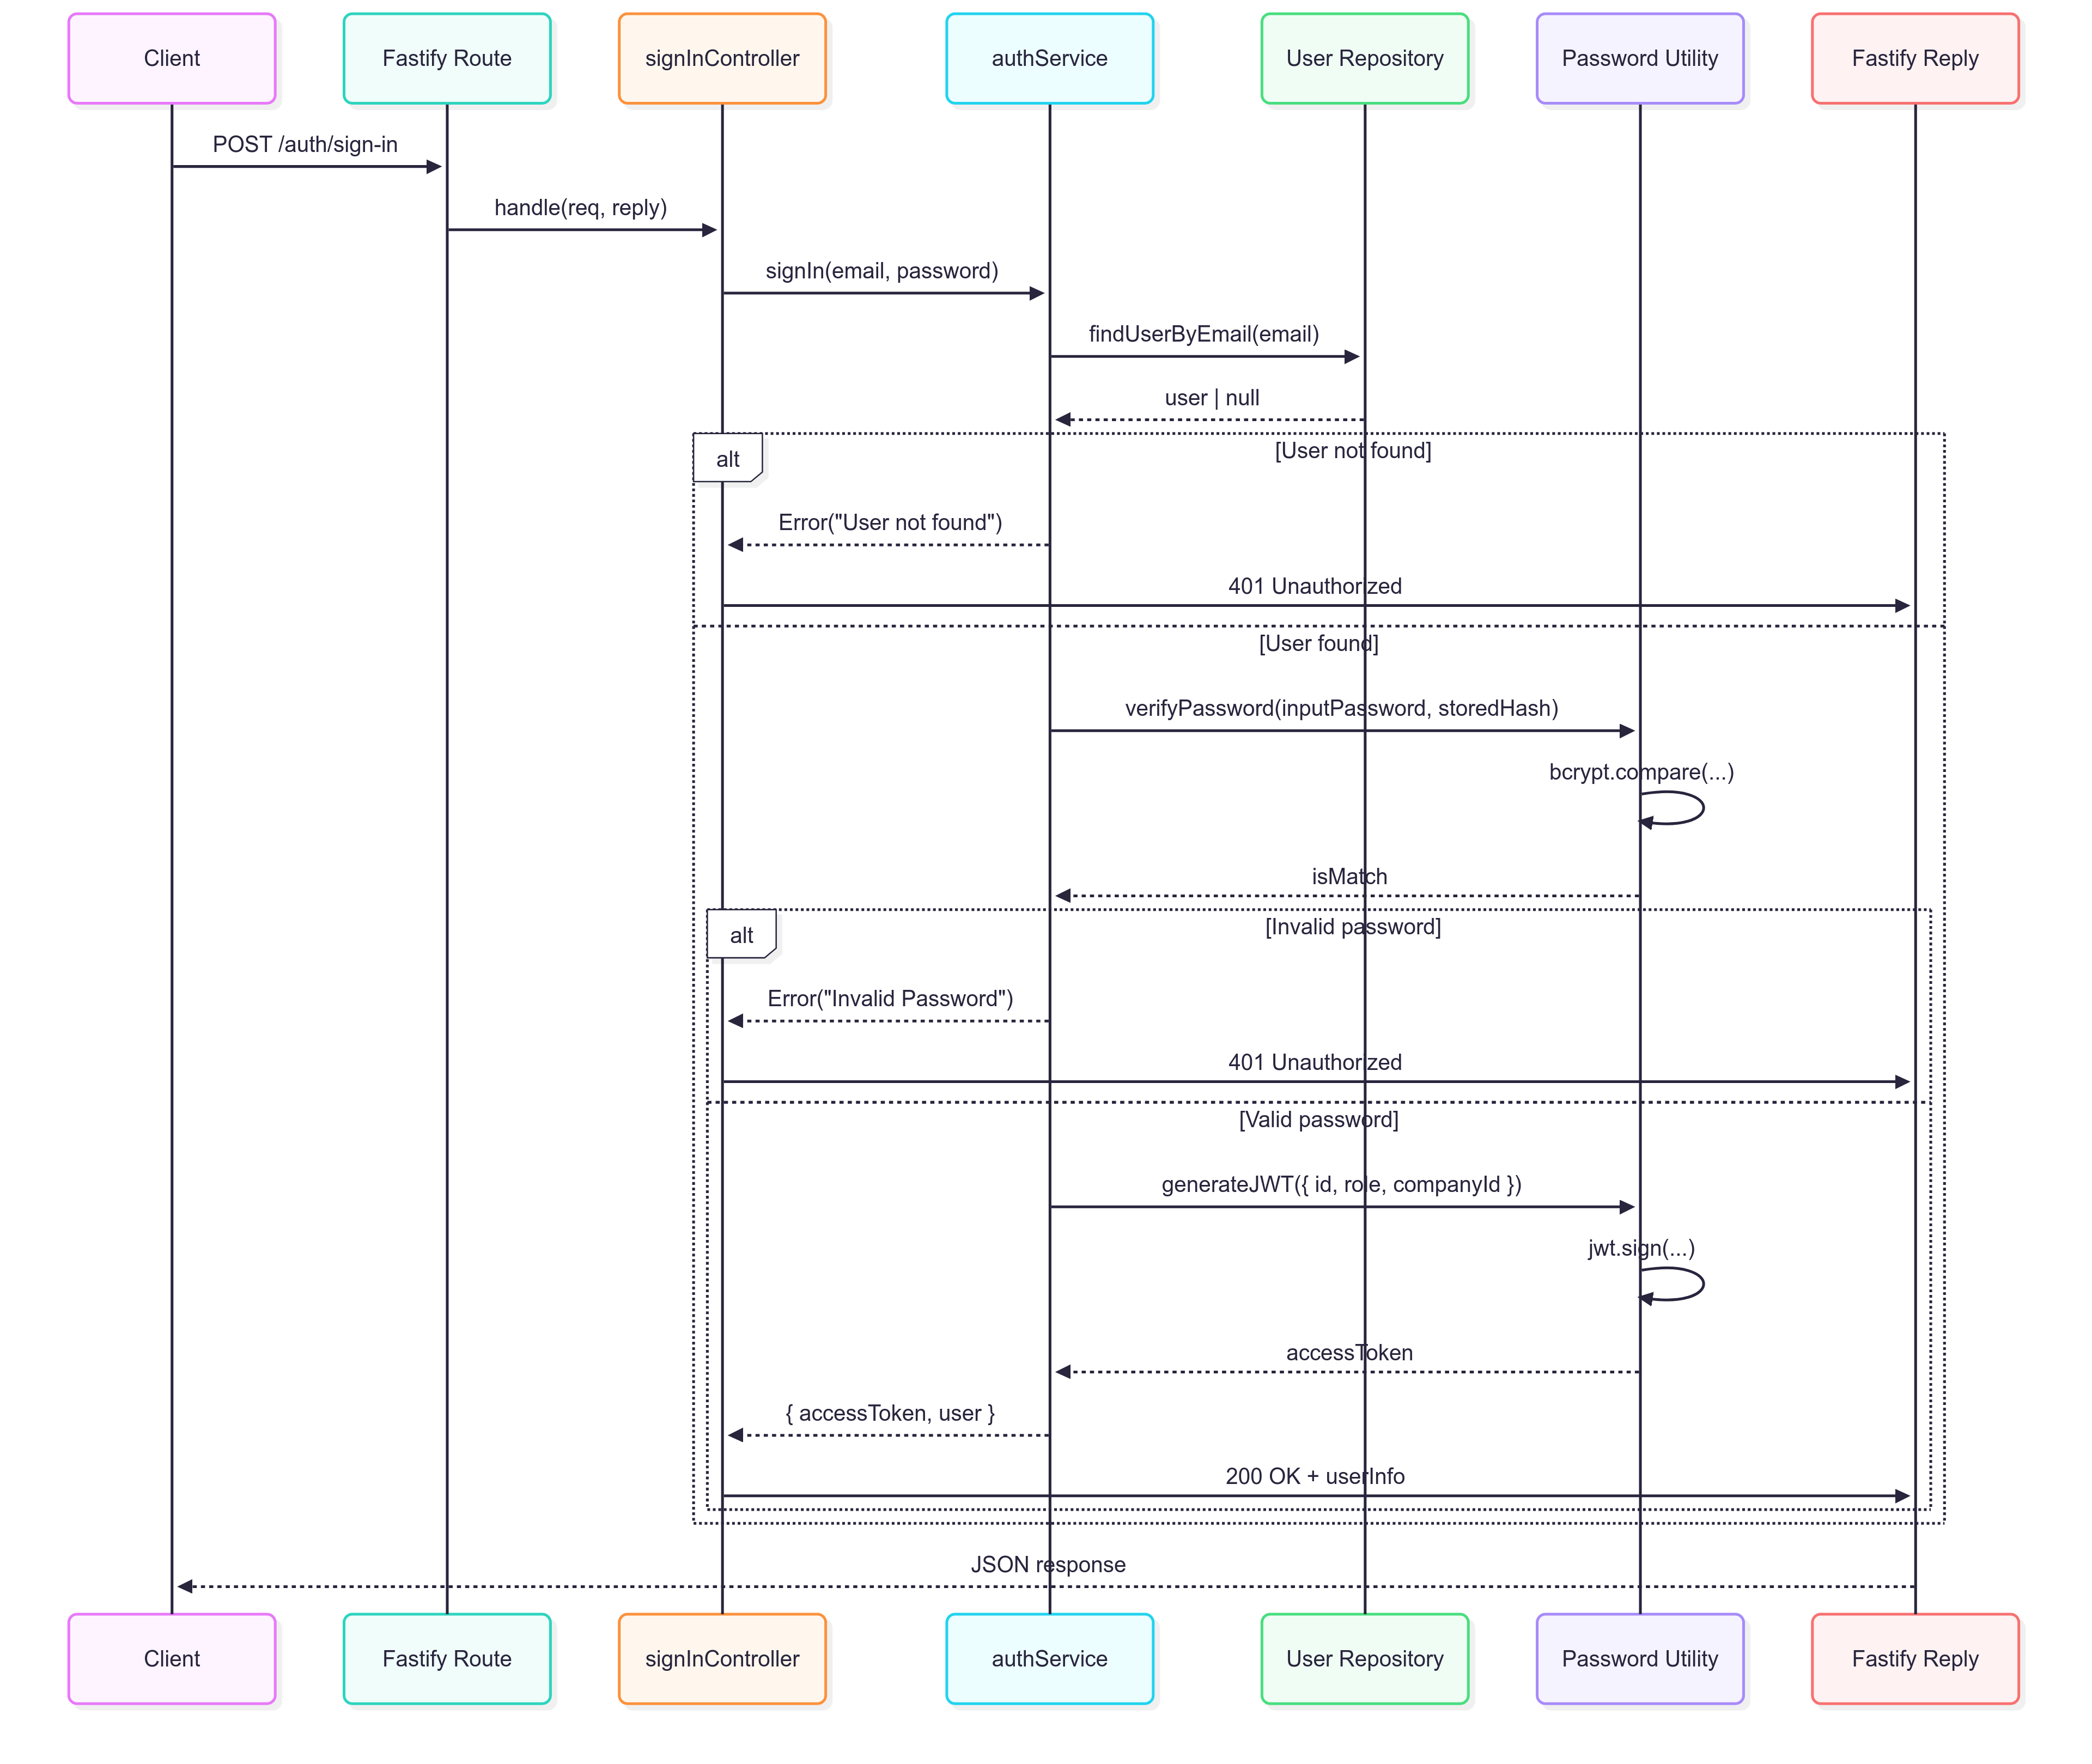 Client
Fastify Route
signInController
authService
User Repository
Password Utility
Fastify Reply
POST /auth/sign-in
handle(req, reply)
signIn(email, password)
findUserByEmail(email)
user | null
alt
[User not found]
Error("User not found")
401 Unauthorized
[User found]
verifyPassword(inputPassword, storedHash)
bcrypt.compare(...)
isMatch
alt
[Invalid password]
Error("Invalid Password")
401 Unauthorized
[Valid password]
generateJWT({ id, role, companyId })
jwt.sign(...)
accessToken
{ accessToken, user }
200 OK + userInfo
JSON response
Client
Fastify Route
signInController
authService
User Repository
Password Utility
Fastify Reply